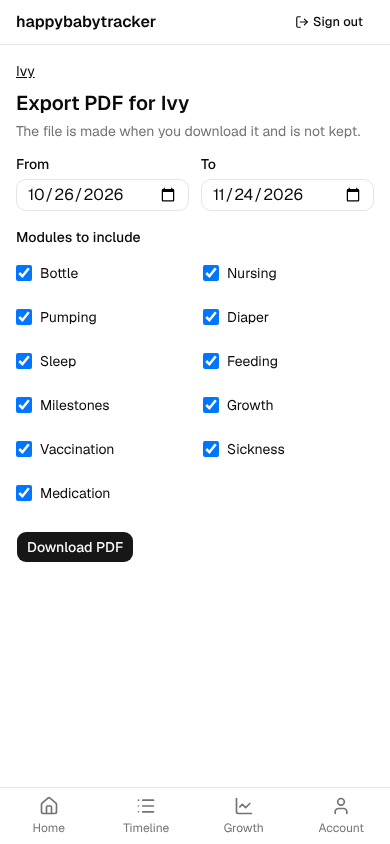 happybabytracker
Sign out
Ivy
Export PDF for Ivy
The file is made when you download it and is not kept.
From To
10/26/2026 11/24/2026
Modules to include
Bottle Nursing
Pumping Diaper
Sleep Feeding
Milestones Growth
Vaccination Sickness
Medication
Download PDF
Home Timeline Growth Account